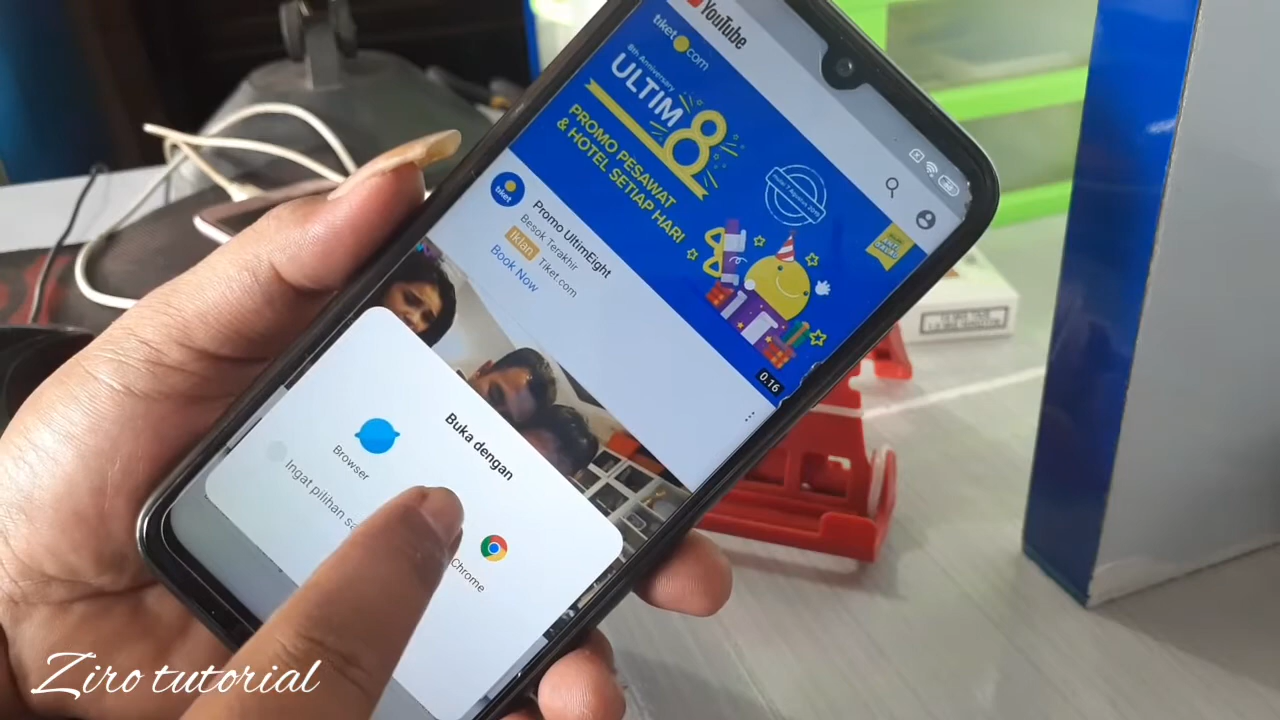 YouTube
tiket.com
8th Anniversary
ULTIM8
PROMO PESAWAT
& HOTEL SETIAP HARI
0.16
tiket
Promo UltimEight
Besok Terakhir
Iklan Tiket.com
Book Now
Buka dengan
Browser
Chrome
Ingat pilihan
Ziro tutorial